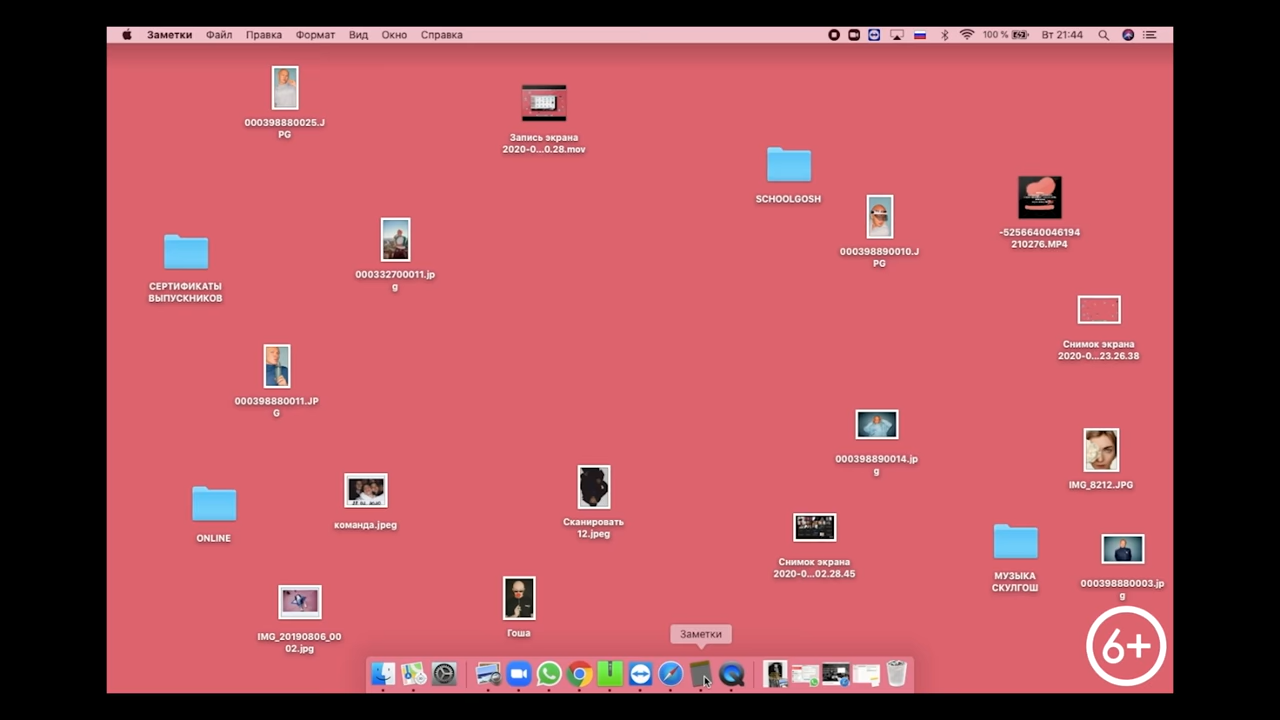 Заметки Файл Правка Формат Вид Окно Справка 100 % Вт 21:44
000398880025.J
PG
Запись экрана
2020-0...0.28.mov
SCHOOLGOSH
000398890010.J
PG
-5256640046194
210276.MP4
СЕРТИФИКАТЫ
ВЫПУСКНИКОВ
000332700011.jp
g
Снимок экрана
2020-0...23.26.38
000398880011.JP
G
000398890014.jp
g
IMG_8212.JPG
ONLINE
команда.jpeg
Сканировать
12.jpeg
Снимок экрана
2020-0...02.28.45
МУЗЫКА
СКУЛГОШ
000398880003.jp
g
IMG_20190806_00
02.jpg
Гоша
Заметки
6+